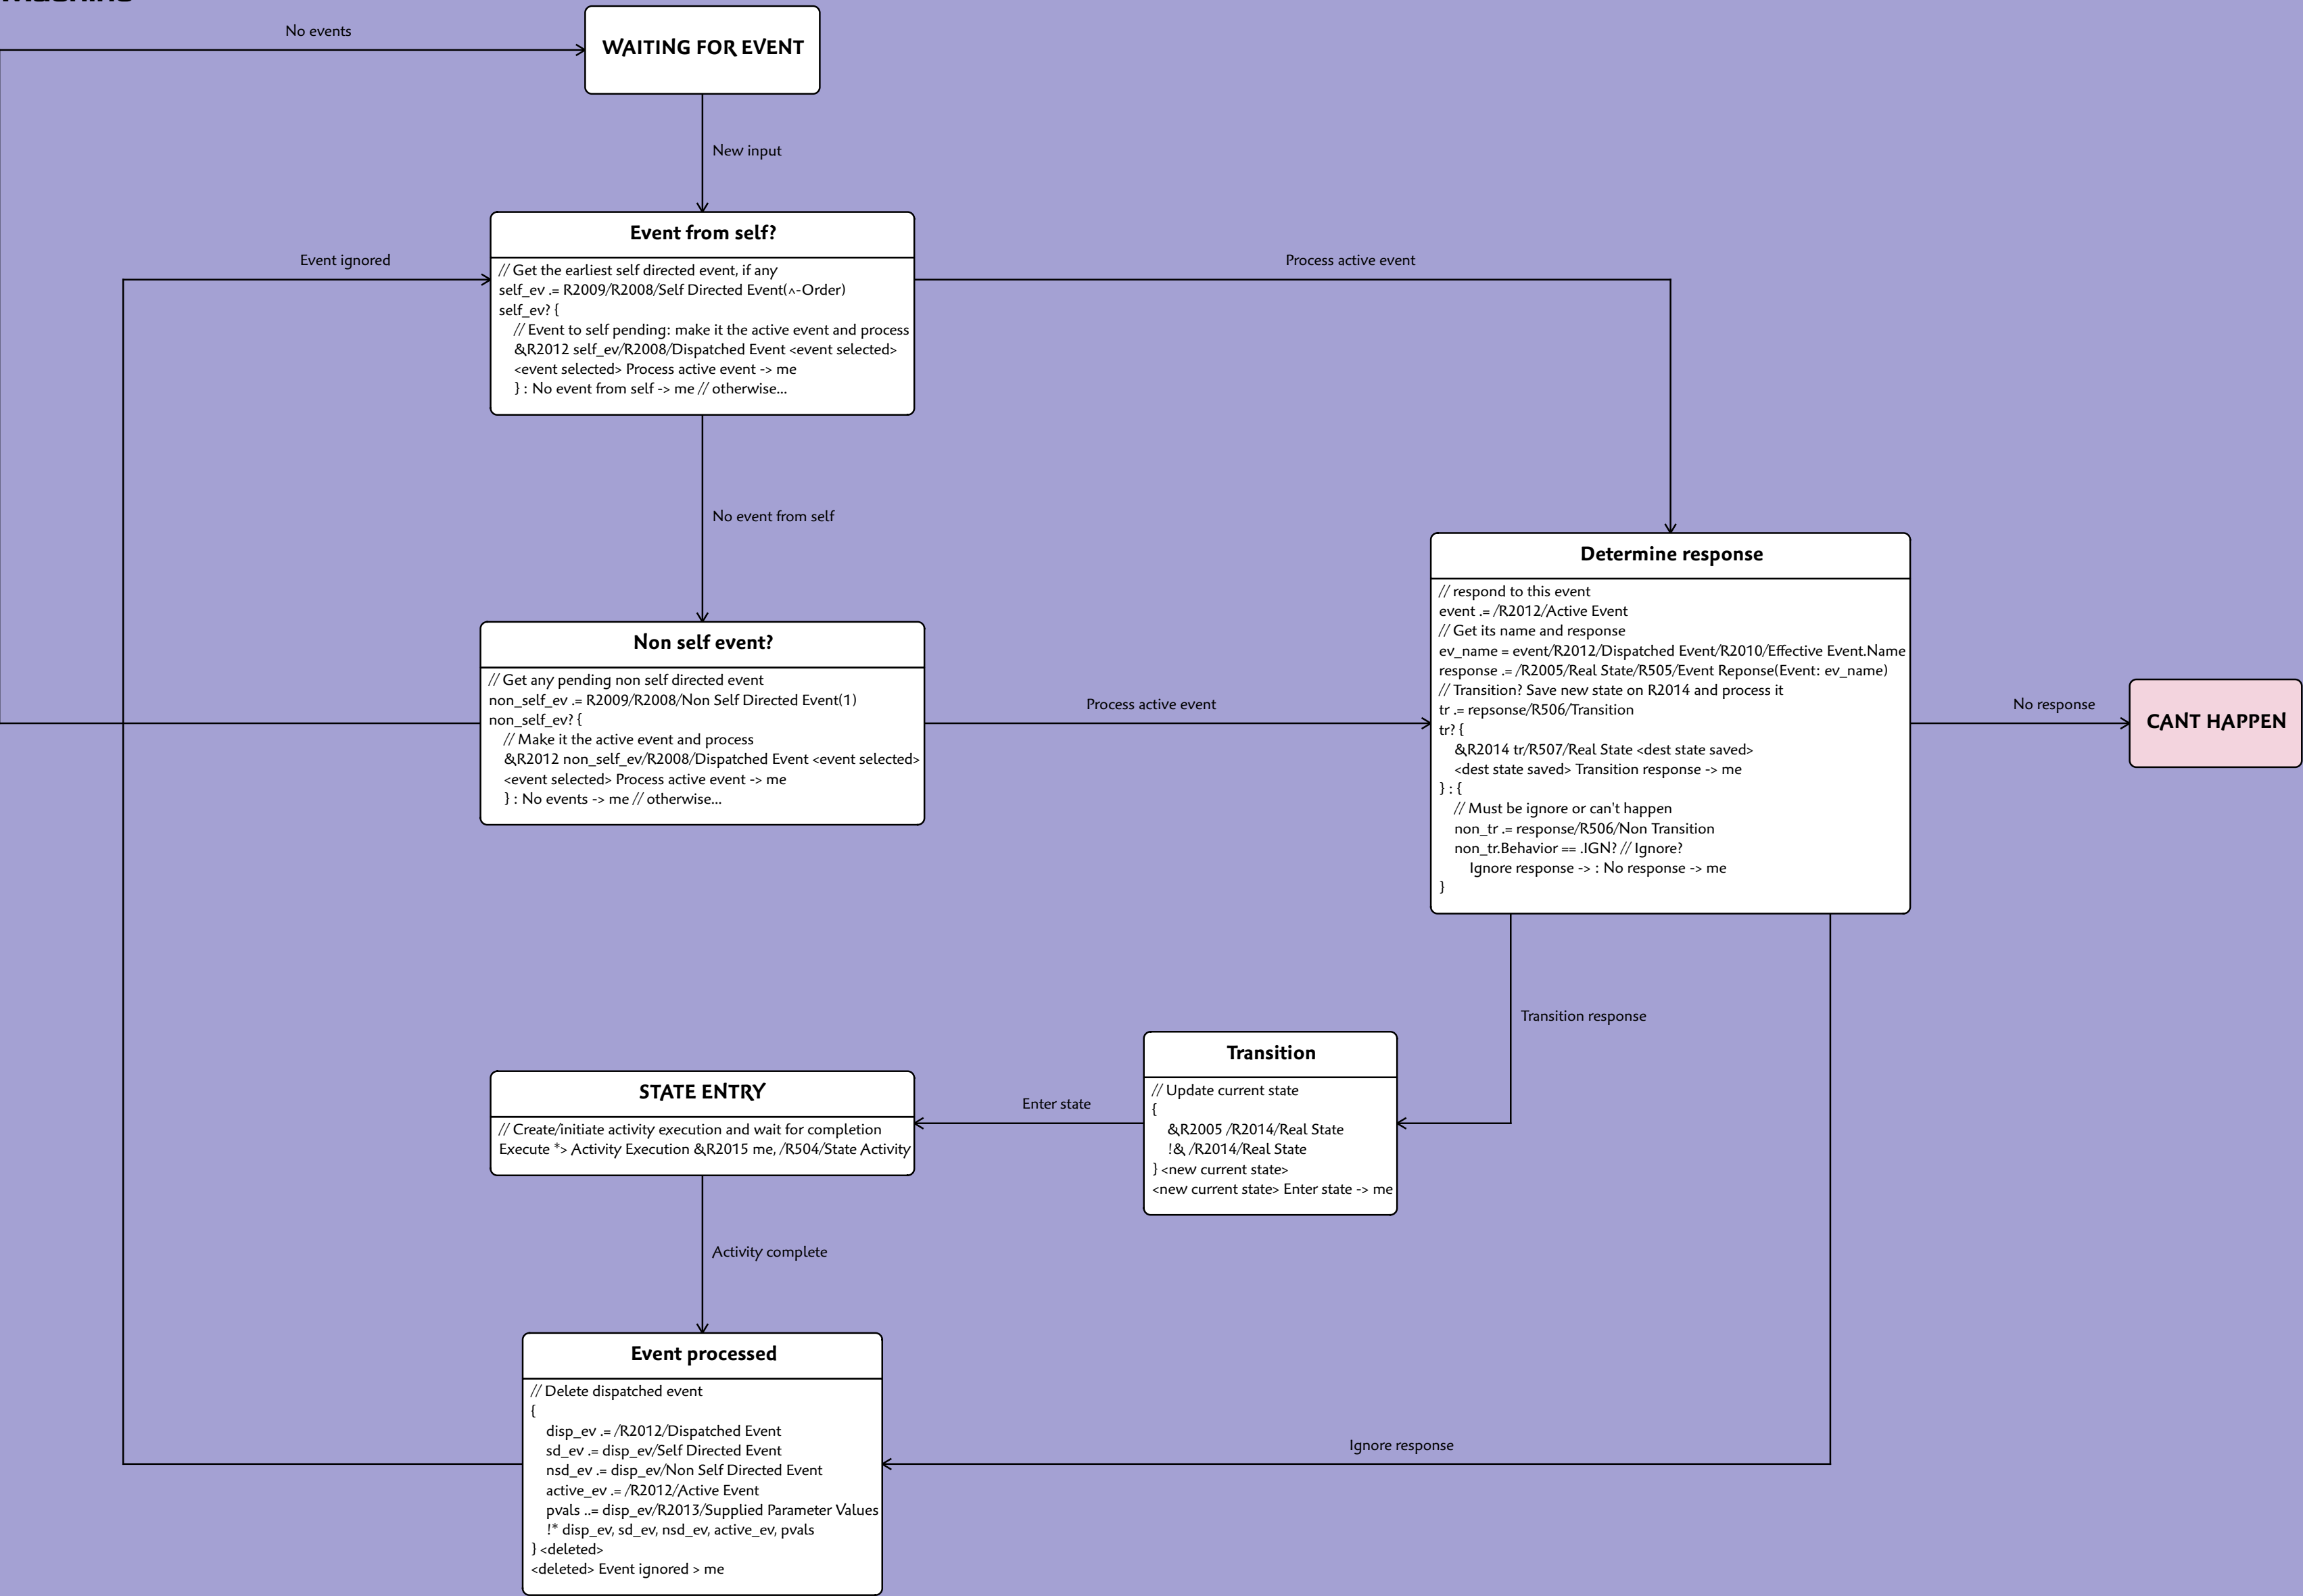 No events
WAITING FOR EVENT
New input
Event from self?
// Get the earliest self directed event, if any
self_ev .= R2009/R2008/Self Directed Event(^-Order)
self_ev? {
// Event to self pending: make it the active event and process
&R2012 self_ev/R2008/Dispatched Event <event selected>
<event selected> Process active event -> me
} : No event from self -> me // otherwise...
Event ignored
Process active event
No event from self
Determine response
// respond to this event
event .= /R2012/Active Event
// Get its name and response
ev_name = event/R2012/Dispatched Event/R2010/Effective Event.Name
response .= /R2005/Real State/R505/Event Reponse(Event: ev_name)
// Transition? Save new state on R2014 and process it
tr .= repsonse/R506/Transition
tr? {
&R2014 tr/R507/Real State <dest state saved>
<dest state saved> Transition response -> me
} : {
// Must be ignore or can't happen
non_tr .= response/R506/Non Transition
non_tr.Behavior == .IGN? // Ignore?
Ignore response -> : No response -> me
}
Non self event?
// Get any pending non self directed event
non_self_ev .= R2009/R2008/Non Self Directed Event(1)
non_self_ev? {
// Make it the active event and process
&R2012 non_self_ev/R2008/Dispatched Event <event selected>
<event selected> Process active event -> me
} : No events -> me // otherwise...
Process active event
No response
CANT HAPPEN
Transition response
Transition
// Update current state
{
&R2005 /R2014/Real State
!& /R2014/Real State
} <new current state>
<new current state> Enter state -> me
Enter state
STATE ENTRY
// Create/initiate activity execution and wait for completion
Execute *> Activity Execution &R2015 me, /R504/State Activity
Activity complete
Event processed
// Delete dispatched event
{
disp_ev .= /R2012/Dispatched Event
sd_ev .= disp_ev/Self Directed Event
nsd_ev .= disp_ev/Non Self Directed Event
active_ev .= /R2012/Active Event
pvals ..= disp_ev/R2013/Supplied Parameter Values
!* disp_ev, sd_ev, nsd_ev, active_ev, pvals
} <deleted>
<deleted> Event ignored > me
Ignore response